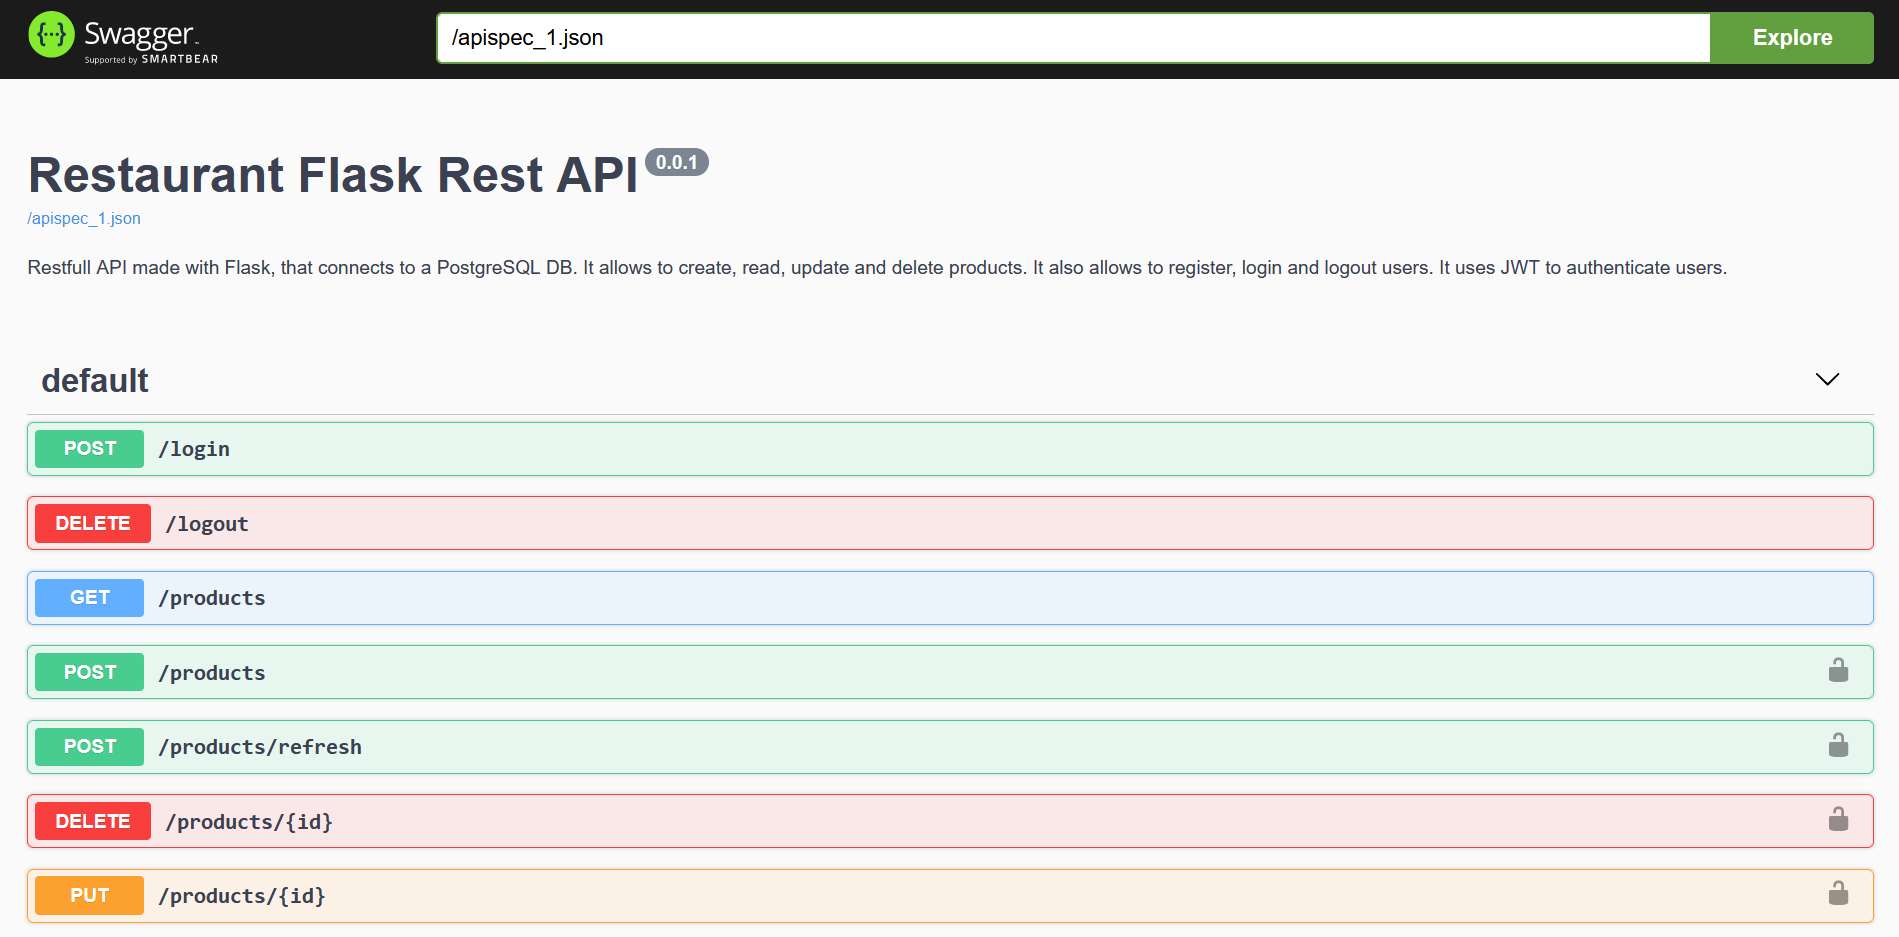 {···} Swagger™
Supported by SMARTBEAR
/apispec_1.json
Explore
Restaurant Flask Rest API 0.0.1
/apispec_1.json
Restfull API made with Flask, that connects to a PostgreSQL DB. It allows to create, read, update and delete products. It also allows to register, login and logout users. It uses JWT to authenticate users.
default
POST /login
DELETE /logout
GET /products
POST /products
POST /products/refresh
DELETE /products/{id}
PUT /products/{id}